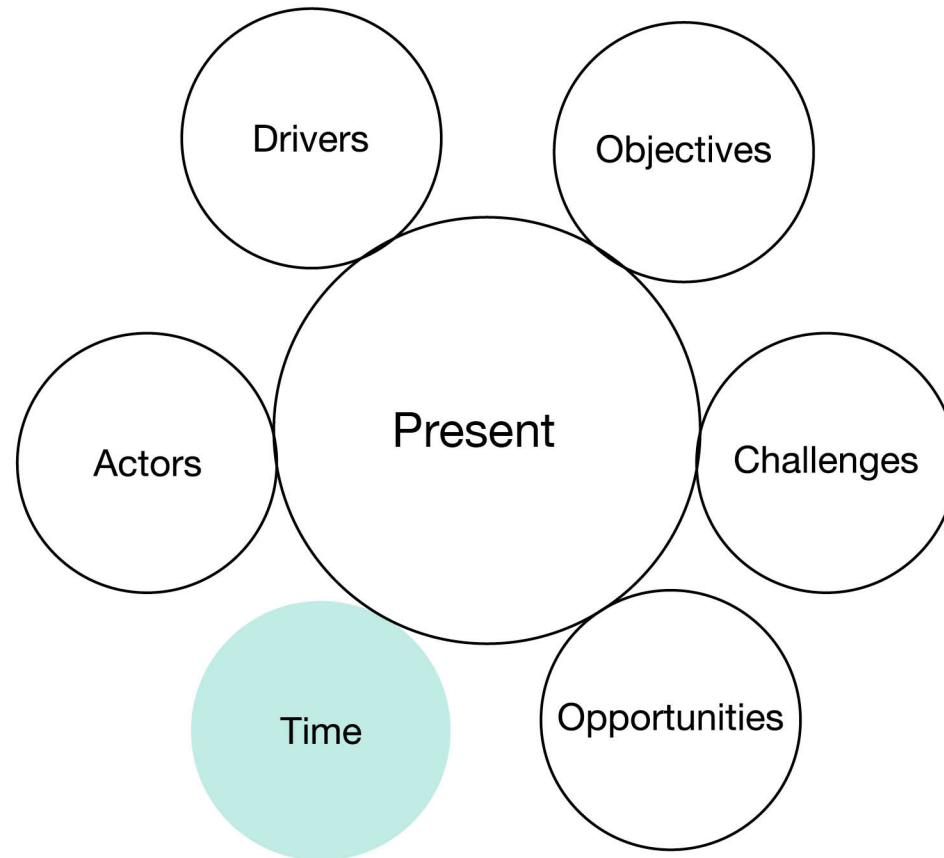 Drivers
Objectives
Present
Actors
Challenges
Time
Opportunities